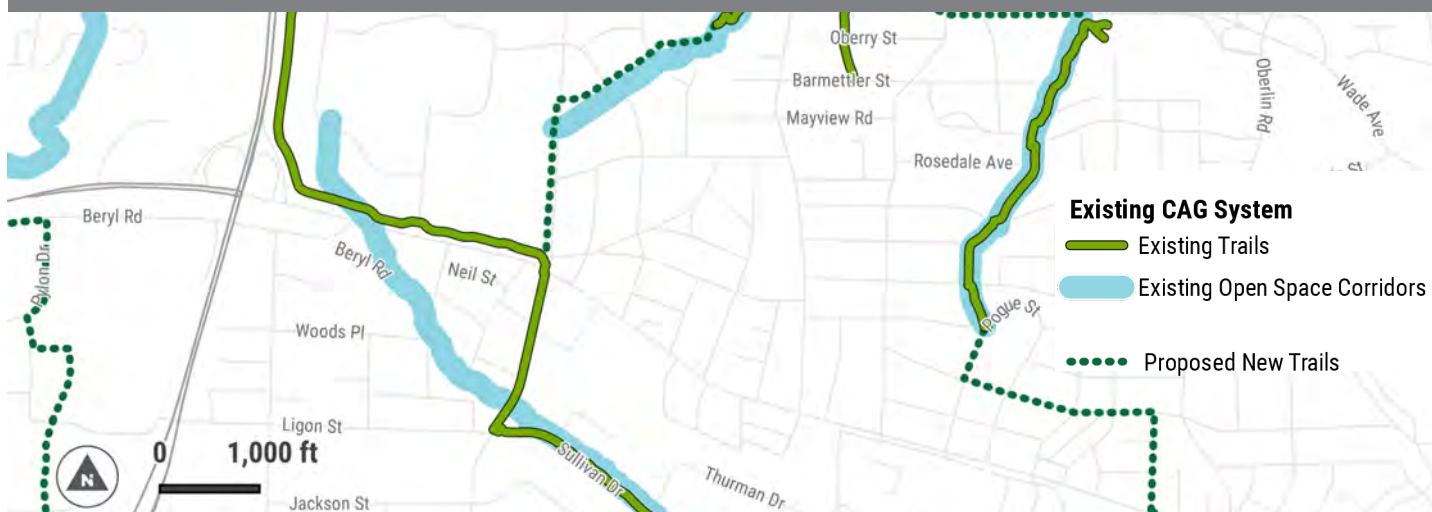 Oberry St
Barmettler St
Mayview Rd
Rosedale Ave
Oberlin Rd
Wade Ave
Beryl Rd
Pylon Dr
Beryl Rd
Neil St
Woods Pl
Ligon St
Sullivan Dr
Thurman Dr
Jackson St
Pogue St
Existing CAG System
Existing Trails
Existing Open Space Corridors
Proposed New Trails
N
0 1,000 ft